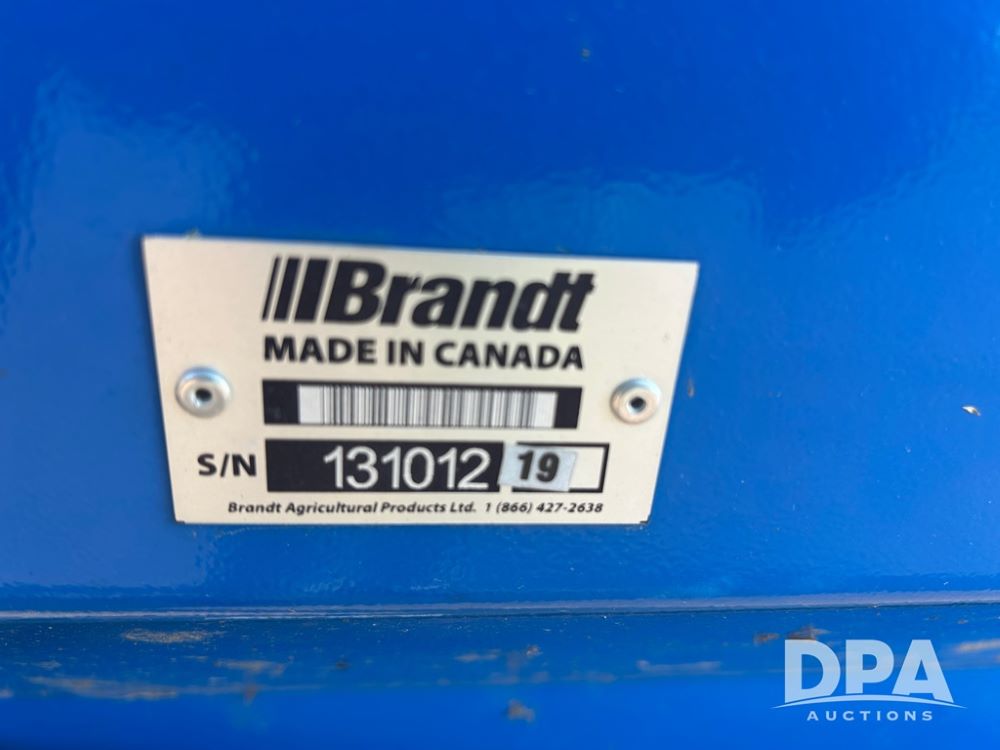 Brandt
MADE IN CANADA
S/N 131012 19
Brandt Agricultural Products Ltd. 1 (866) 427-2638
DPA
AUCTIONS